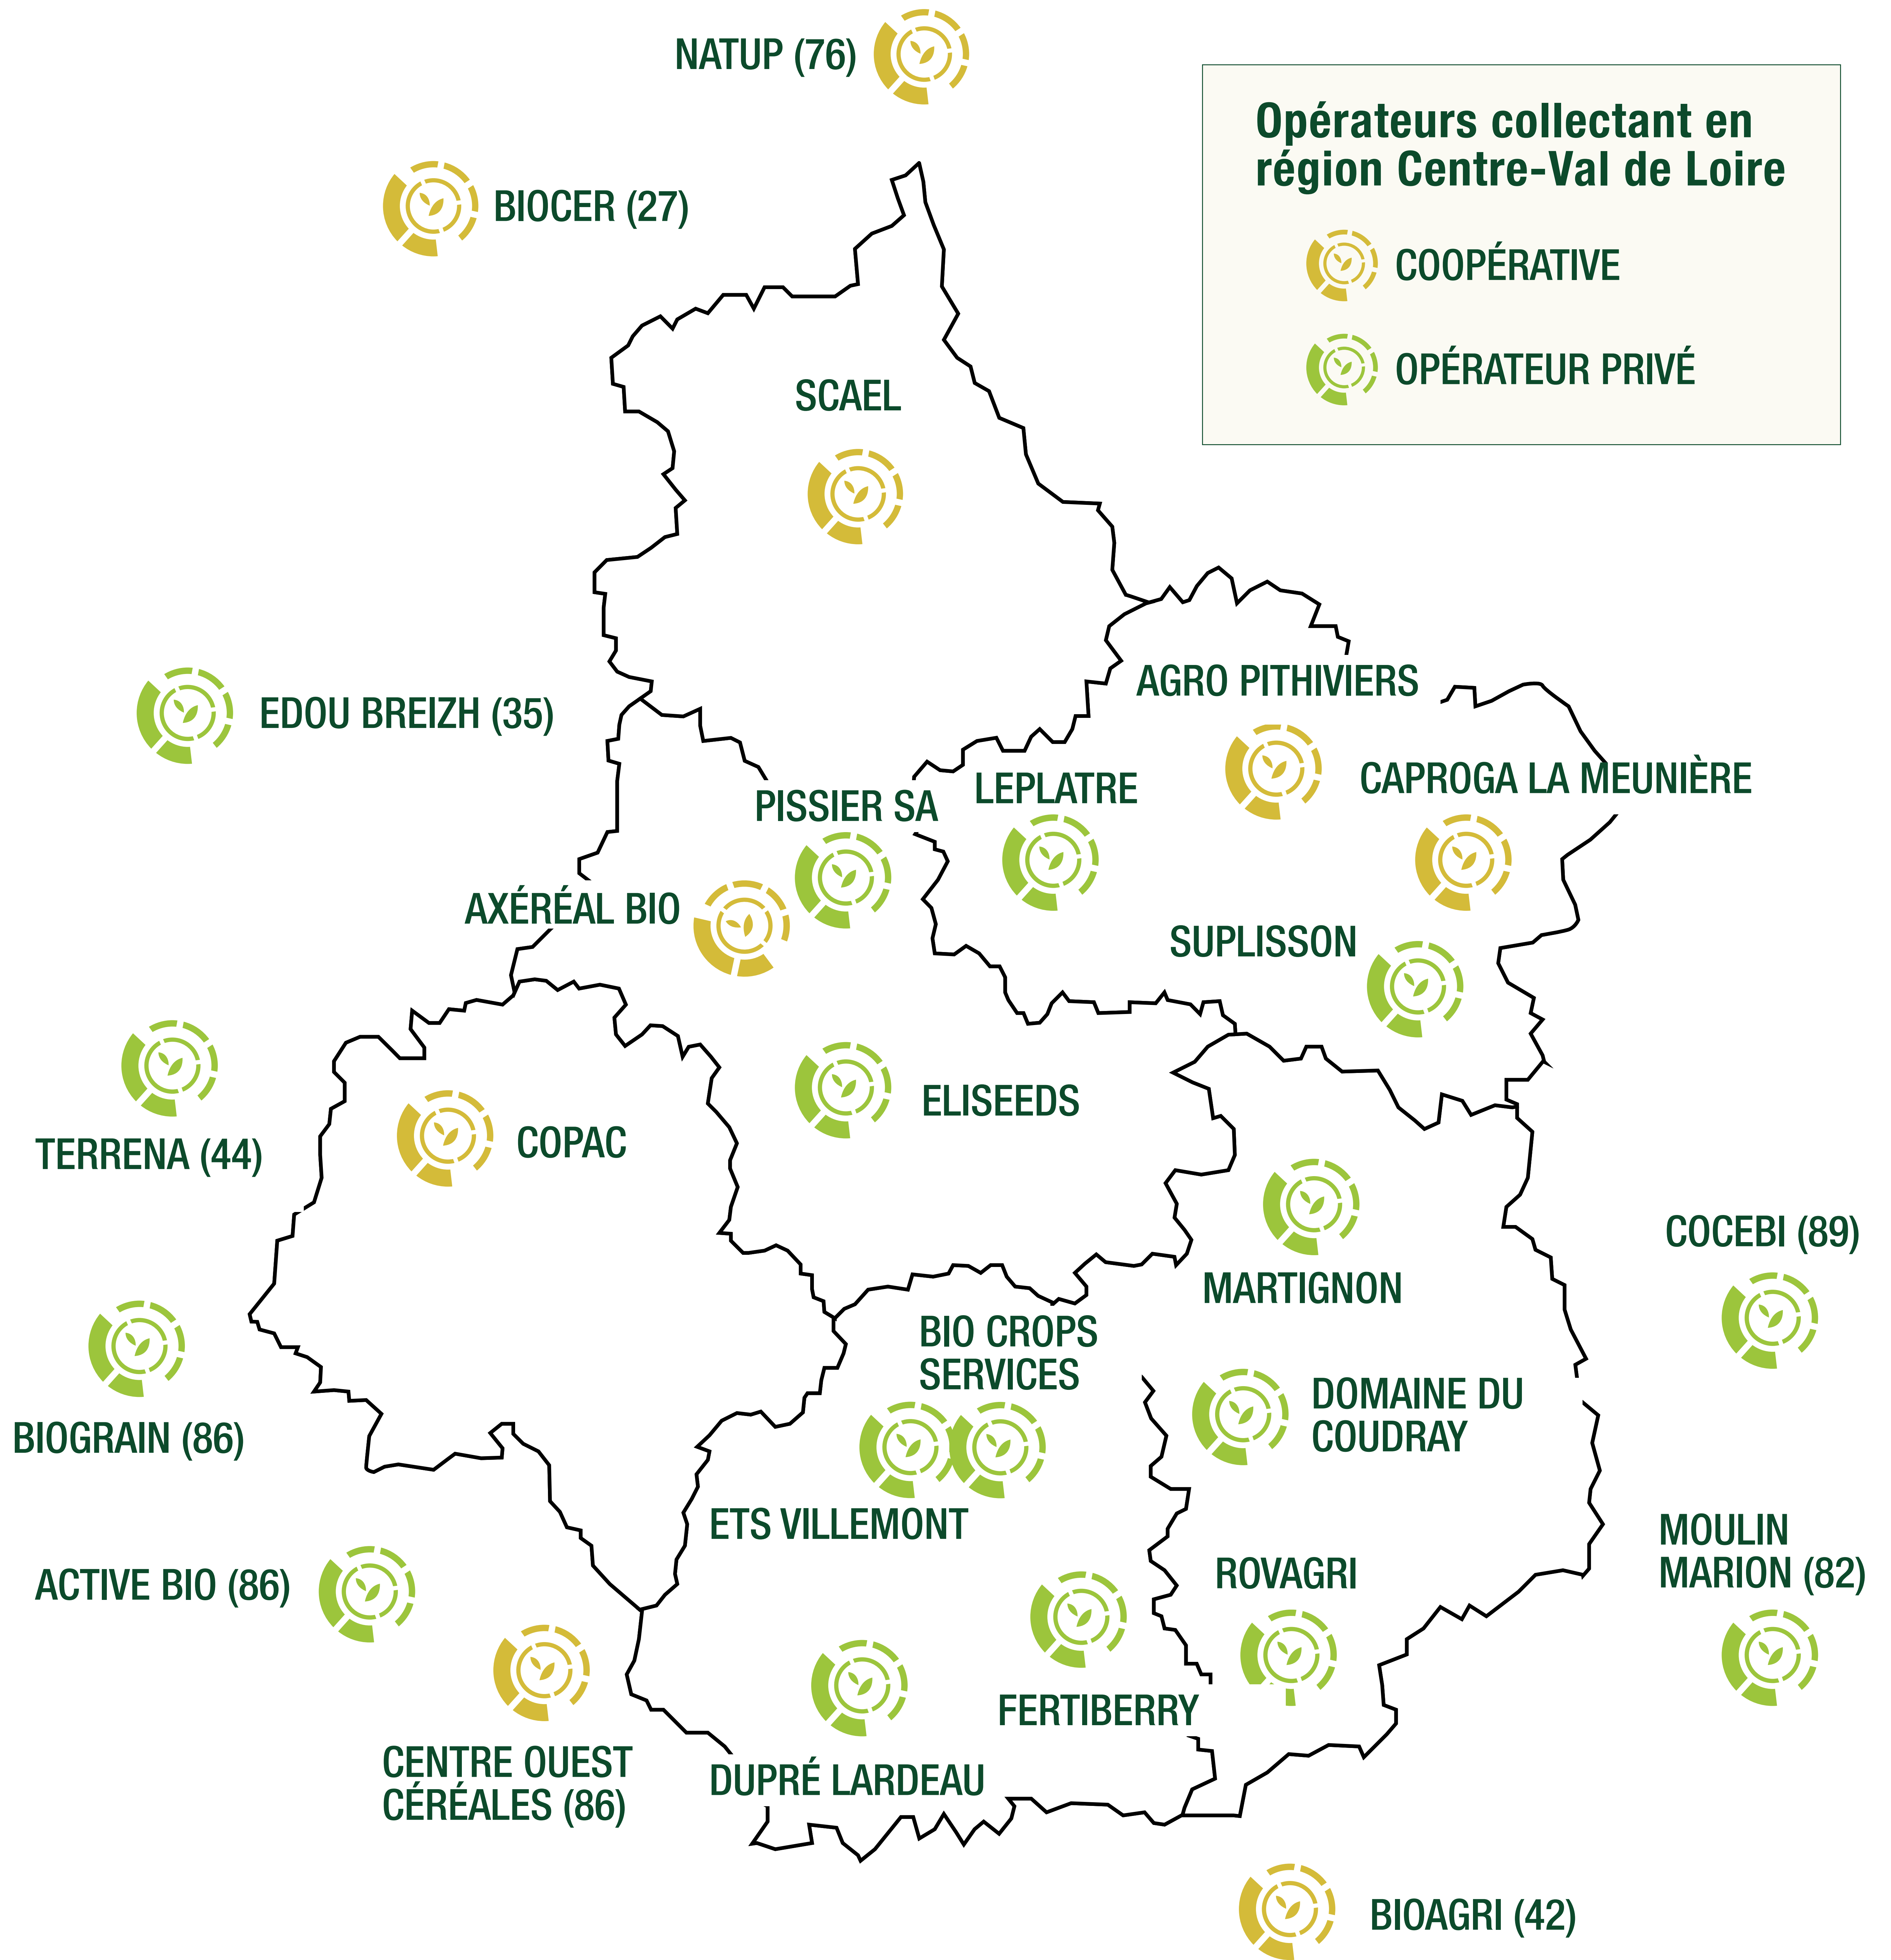 NATUP (76)
Opérateurs collectant en
région Centre-Val de Loire
COOPÉRATIVE
OPÉRATEUR PRIVÉ
BIOCER (27)
SCAEL
AGRO PITHIVIERS
EDOU BREIZH (35)
CAPROGA LA MEUNIÈRE
LEPLATRE
PISSIER SA
AXÉRÉAL BIO
SUPLISSON
ELISEEDS
COPAC
TERRENA (44)
COCEBI (89)
MARTIGNON
BIO CROPS
SERVICES
DOMAINE DU
COUDRAY
BIOGRAIN (86)
ETS VILLEMONT
MOULIN
MARION (82)
ROVAGRI
ACTIVE BIO (86)
FERTIBERRY
CENTRE OUEST
CÉRÉALES (86)
DUPRÉ LARDEAU
BIOAGRI (42)